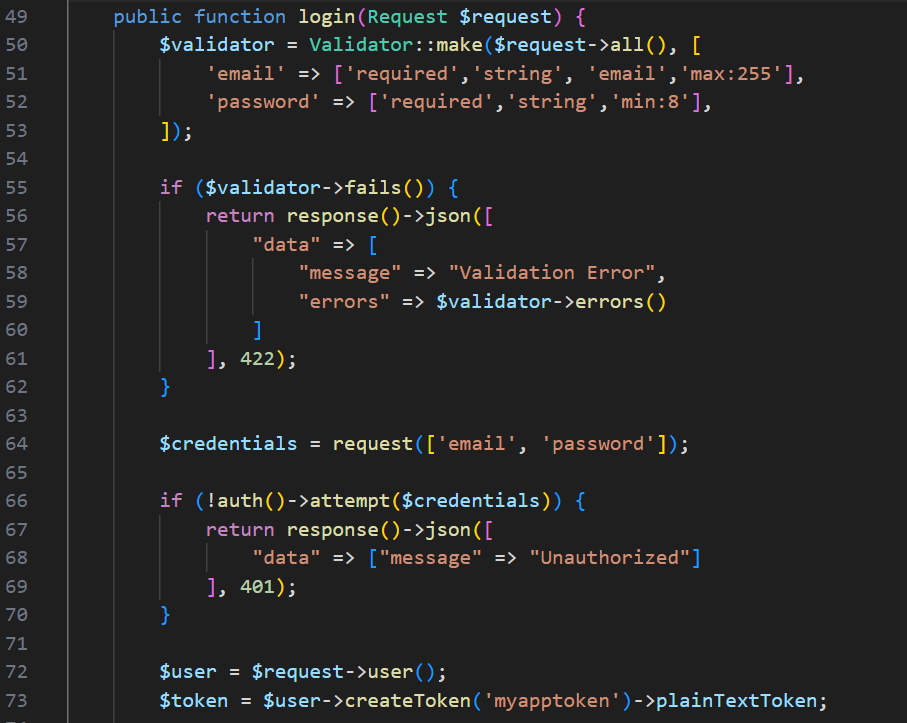 49 public function login(Request $request) {
50 $validator = Validator::make($request->all(), [
51 'email' => ['required','string', 'email','max:255'],
52 'password' => ['required','string','min:8'],
53 ]);
54
55 if ($validator->fails()) {
56 return response()->json([
57 "data" => [
58 "message" => "Validation Error",
59 "errors" => $validator->errors()
60 ]
61 ], 422);
62 }
63
64 $credentials = request(['email', 'password']);
65
66 if (!auth()->attempt($credentials)) {
67 return response()->json([
68 "data" => ["message" => "Unauthorized"]
69 ], 401);
70 }
71
72 $user = $request->user();
73 $token = $user->createToken('myapptoken')->plainTextToken;